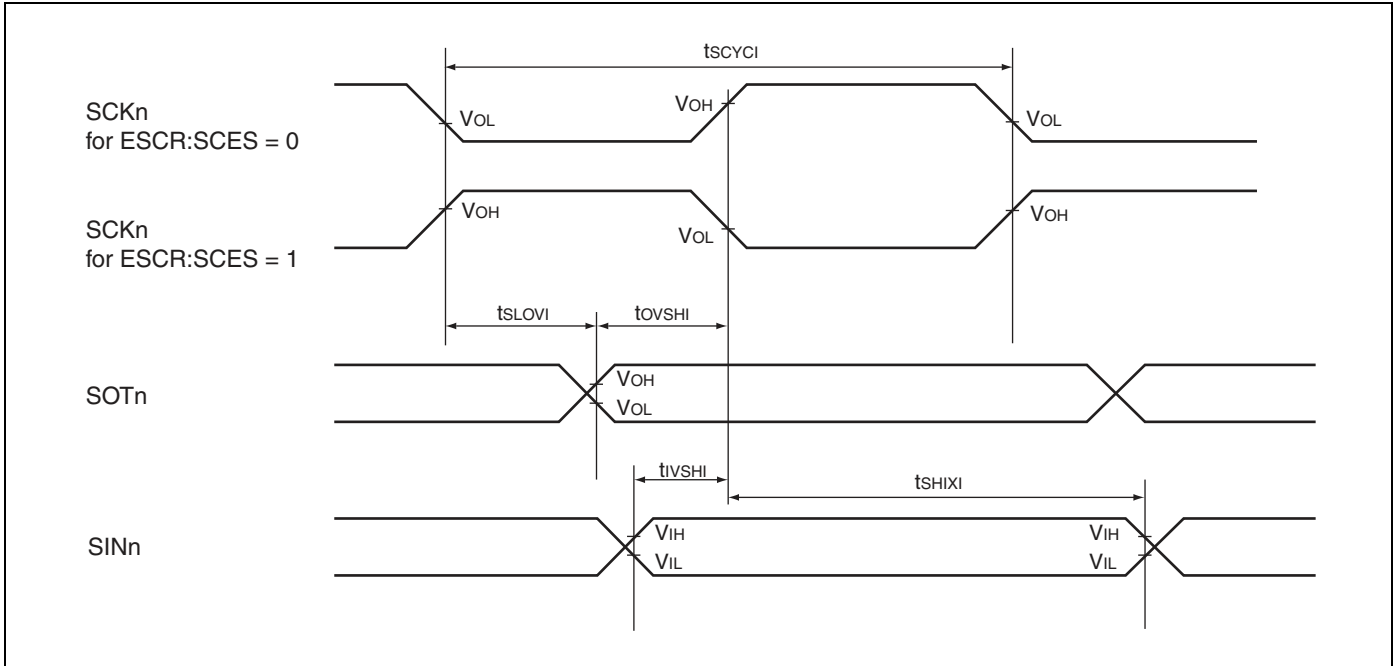 tSCYCI
SCKn
for ESCR:SCES = 0
VOL
VOH
VOL
SCKn
for ESCR:SCES = 1
VOH
VOL
VOH
tSLOVI
tOVSHI
SOTn
VOH
VOL
tIVSHI
tSHIXI
SINn
VIH
VIH
VIL
VIL